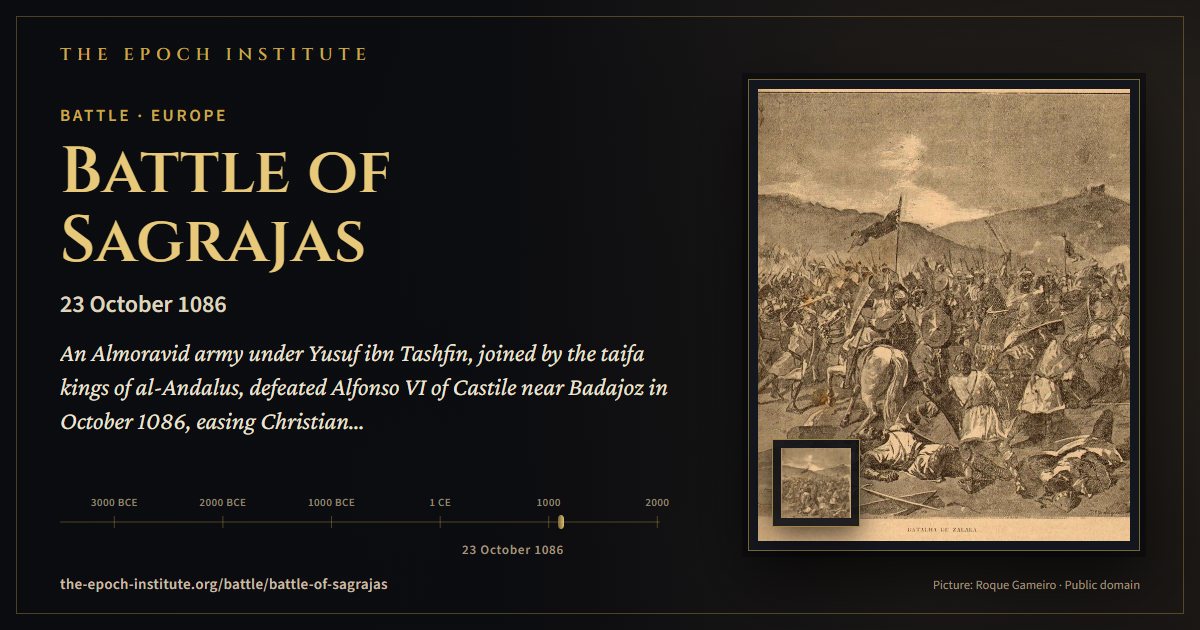 THE EPOCH INSTITUTE
BATTLE · EUROPE
BATTLE OF
SAGRAJAS
23 October 1086
An Almoravid army under Yusuf ibn Tashfin, joined by the taifa
kings of al-Andalus, defeated Alfonso VI of Castile near Badajoz in
October 1086, easing Christian...
3000 BCE 2000 BCE 1000 BCE 1 CE 1000 2000
23 October 1086
BATALHA DE ZALAKA
the-epoch-institute.org/battle/battle-of-sagrajas
Picture: Roque Gameiro · Public domain